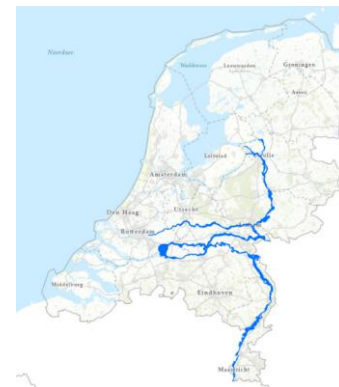 Noordzee
Waddenzee
Leeuwarden
Groningen
Assen
Lelystad
Zwolle
Amsterdam
Den Haag
Utrecht
Rotterdam
Middelburg
Eindhoven
Maastricht